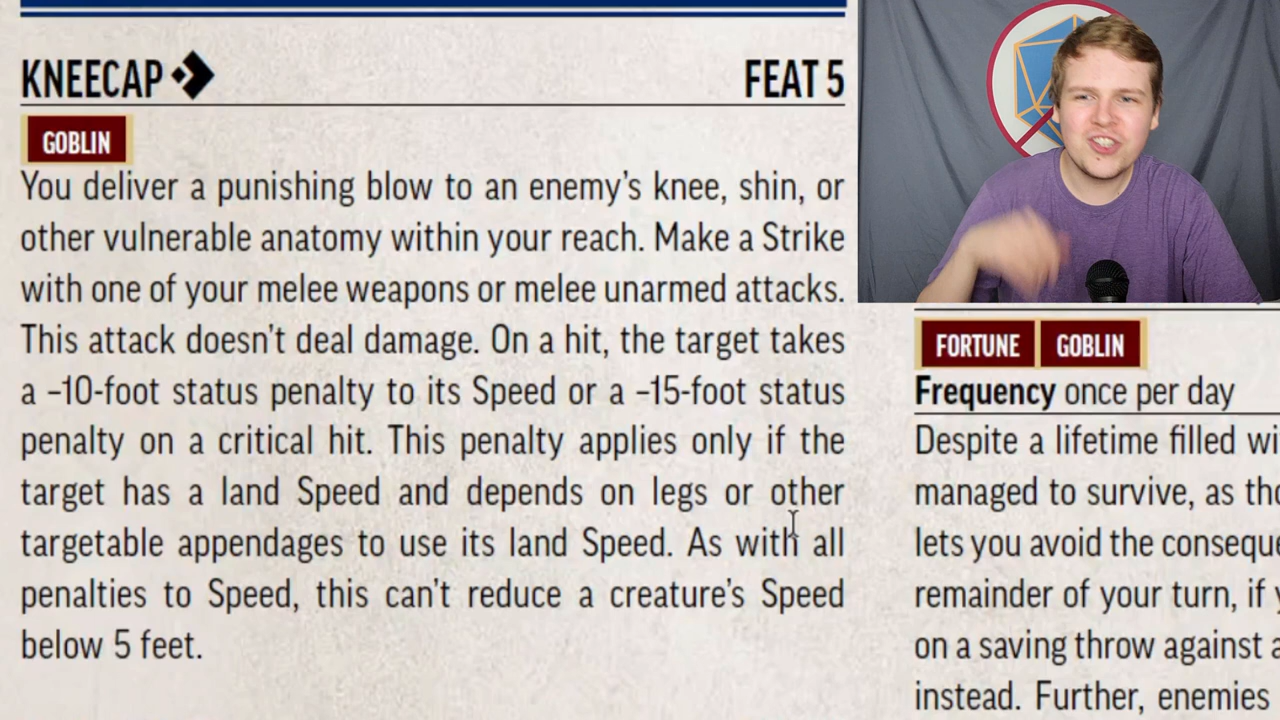 KNEECAP
FEAT 5
GOBLIN
You deliver a punishing blow to an enemy's knee, shin, or
other vulnerable anatomy within your reach. Make a Strike
with one of your melee weapons or melee unarmed attacks.
This attack doesn't deal damage. On a hit, the target takes
a –10-foot status penalty to its Speed or a –15-foot status
penalty on a critical hit. This penalty applies only if the
target has a land Speed and depends on legs or other
targetable appendages to use its land Speed. As with all
penalties to Speed, this can't reduce a creature's Speed
below 5 feet.
FORTUNE GOBLIN
Frequency once per day
Despite a lifetime filled
managed to survive, as
lets you avoid the
remainder of your turn, if
on a saving throw against
instead. Further, enemies